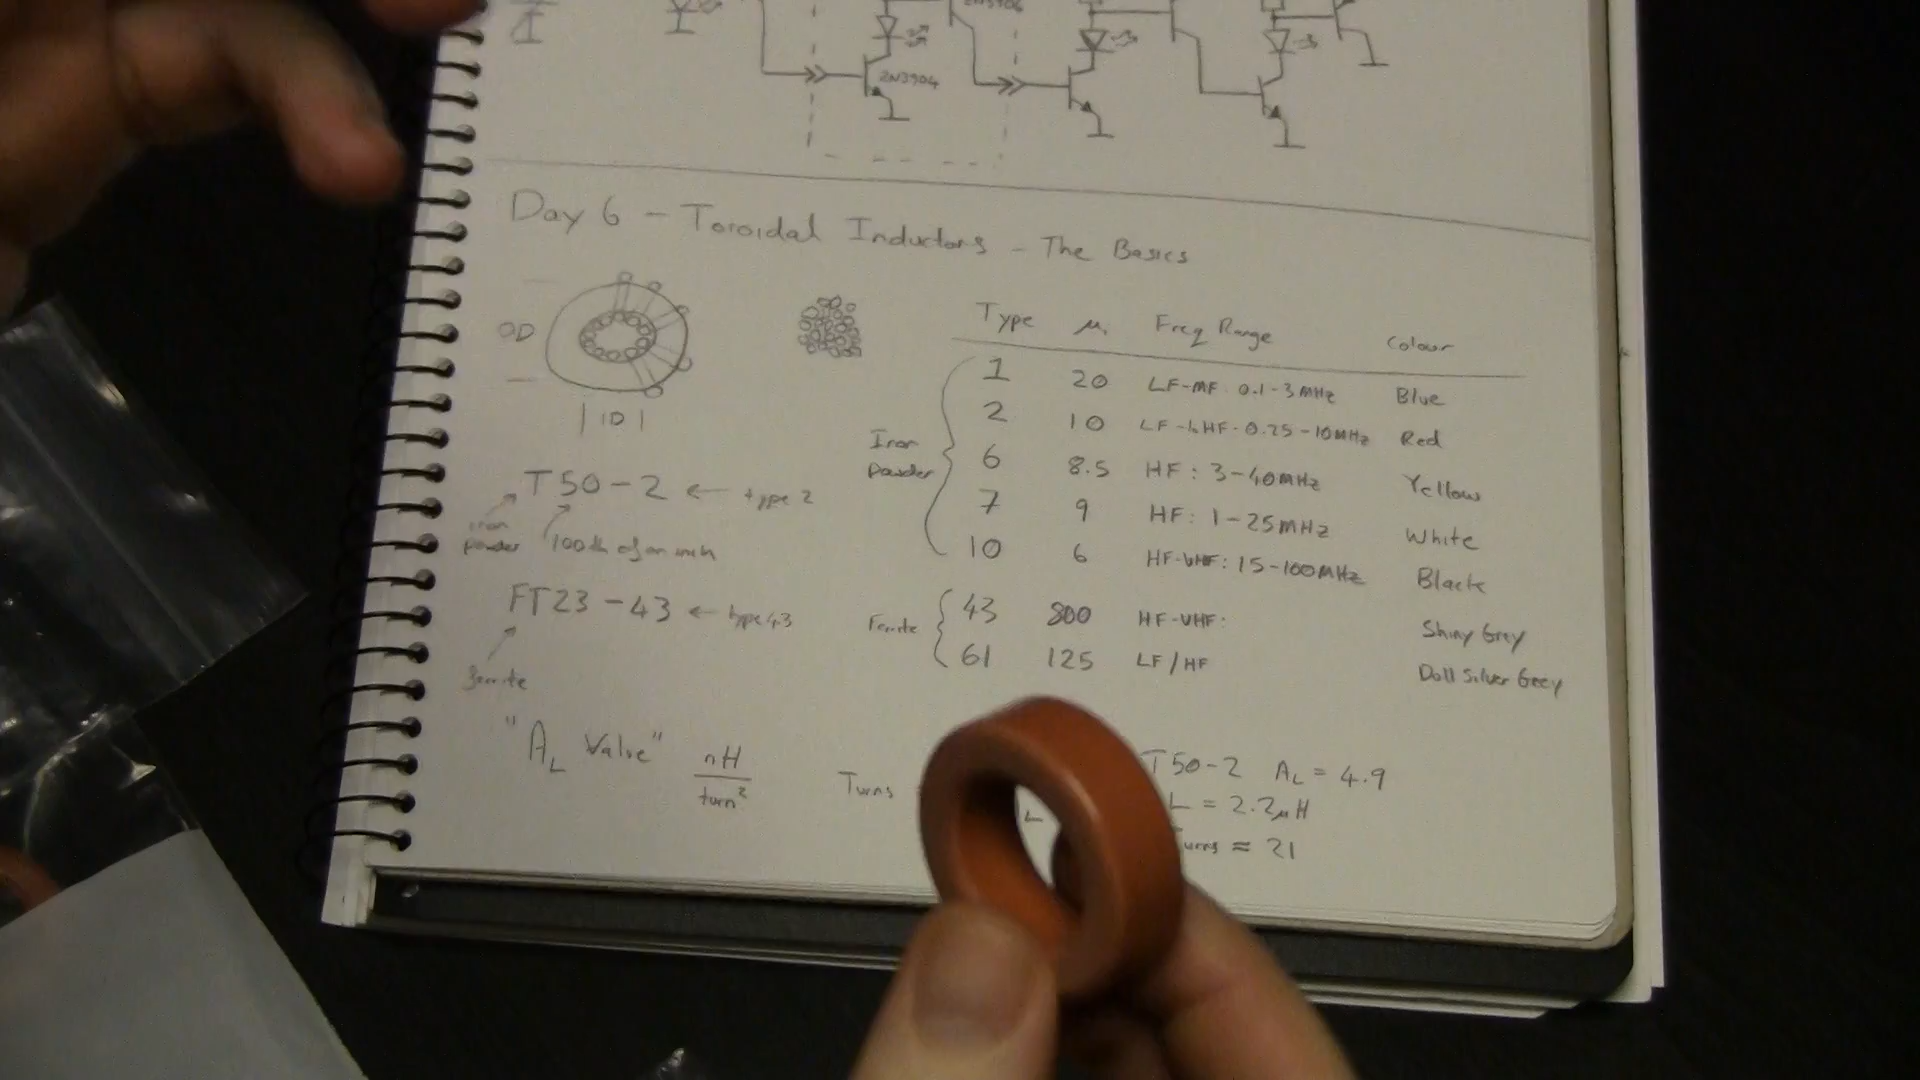 2N3906
2N3904
Day 6 - Toroidal Inductors - The Basics
OD
ID
T50-2 ← type 2
Iron
powder
100th of an inch
FT23-43 ← type 43
ferrite
Type μi Freq Range Colour
Iron
Powder
1 20 LF-MF: 0.1-3MHz Blue
2 10 LF-LHF-0.25-10MHz Red
6 8.5 HF: 3-40MHz Yellow
7 9 HF: 1-25MHz White
10 6 HF-VHF: 15-100MHz Black
Ferrite
43 800 HF-VHF: Shiny Grey
61 125 LF/HF Dull Silver Grey
"AL Value" nH
turn²
Turns
L
T50-2 AL = 4.9
L = 2.2μH
Turns ≈ 21